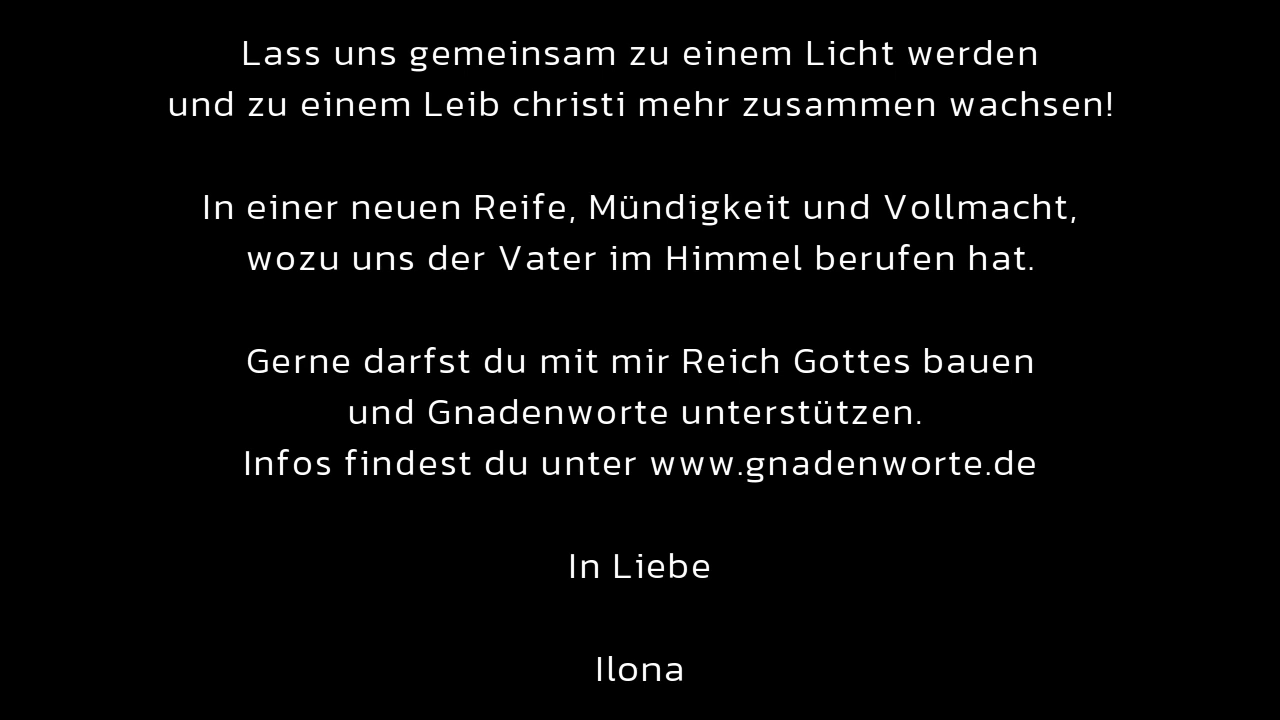 Lass uns gemeinsam zu einem Licht werden
und zu einem Leib christi mehr zusammen wachsen!
In einer neuen Reife, Mündigkeit und Vollmacht,
wozu uns der Vater im Himmel berufen hat.
Gerne darfst du mit mir Reich Gottes bauen
und Gnadenworte unterstützen.
Infos findest du unter www.gnadenworte.de
In Liebe
Ilona